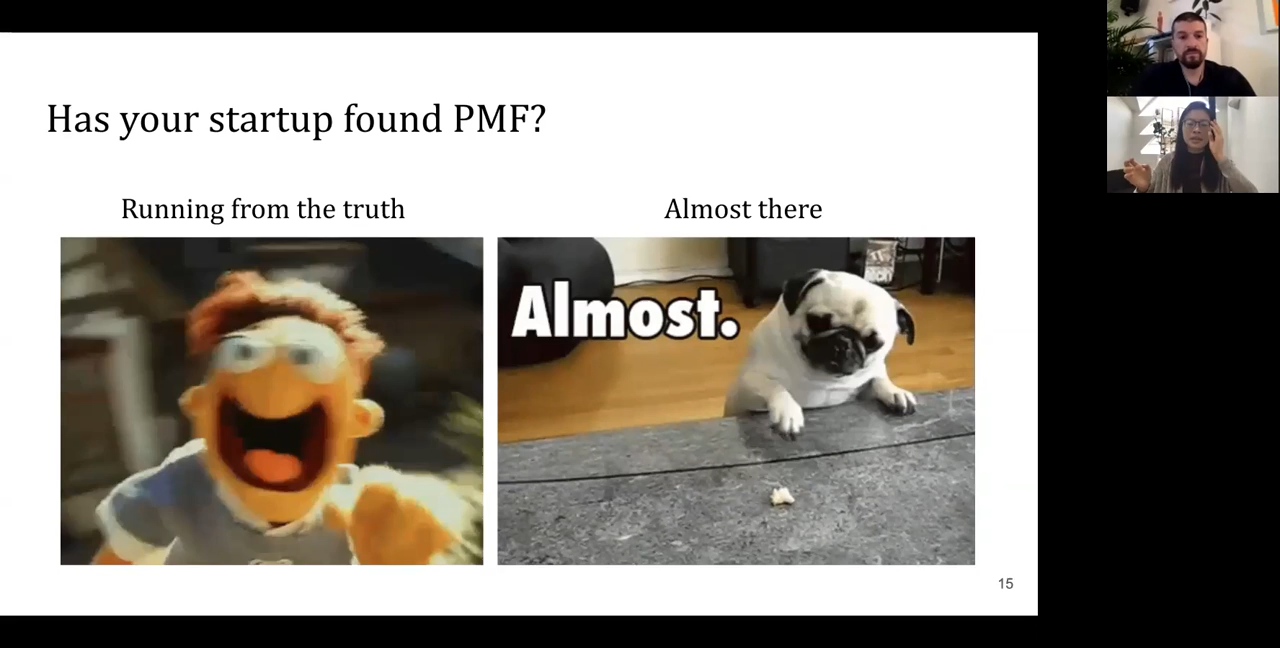 Has your startup found PMF?
Running from the truth
Almost there
Almost.
15